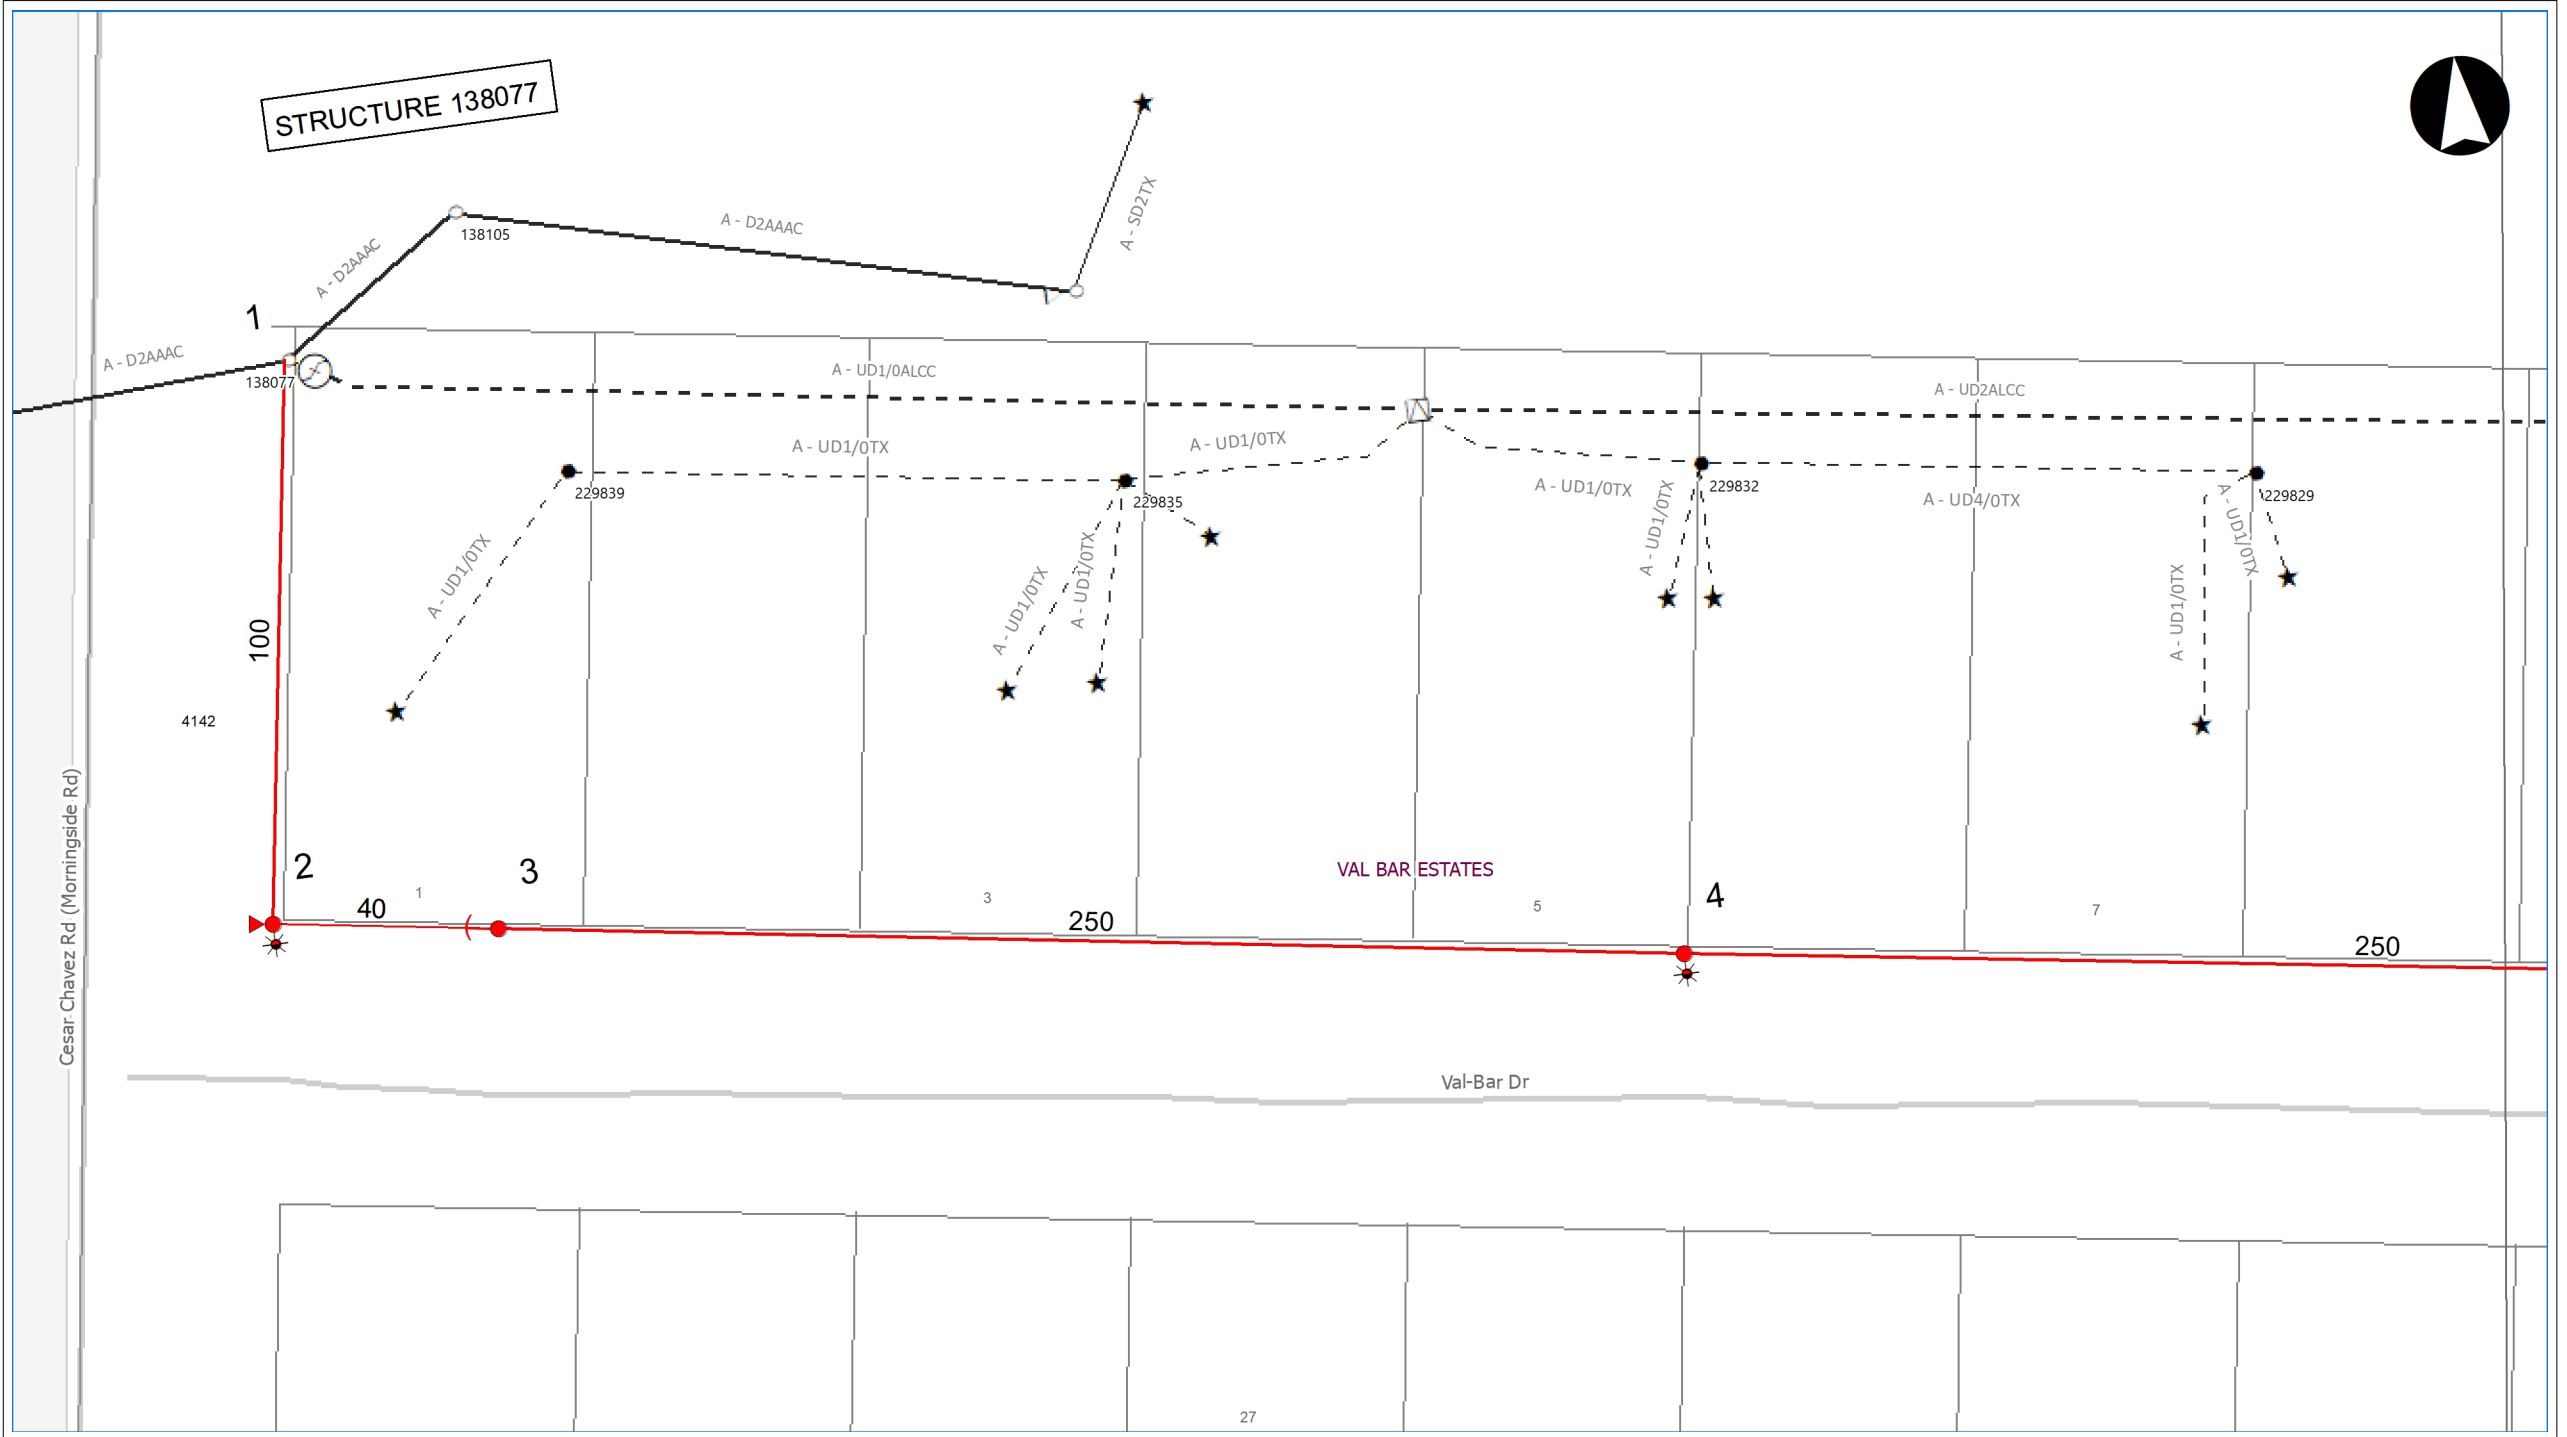 STRUCTURE 138077
A - SD2TX
A - D2AAAC
138105
A - D2AAAC
1
A - D2AAAC
138077
A - UD1/0ALCC
A - UD2ALCC
A - UD1/0TX
A - UD1/0TX
229839
229835
A - UD1/0TX
229832
A - UD4/0TX
229829
A - UD1/0TX
A - UD1/0TX
A - UD1/0TX
A - UD1/0TX
A - UD1/0TX
A - UD1/0TX
100
4142
Cesar Chavez Rd (Morningside Rd)
2
3
VAL BAR ESTATES
4
40
1
3
5
7
250
250
Val-Bar Dr
27